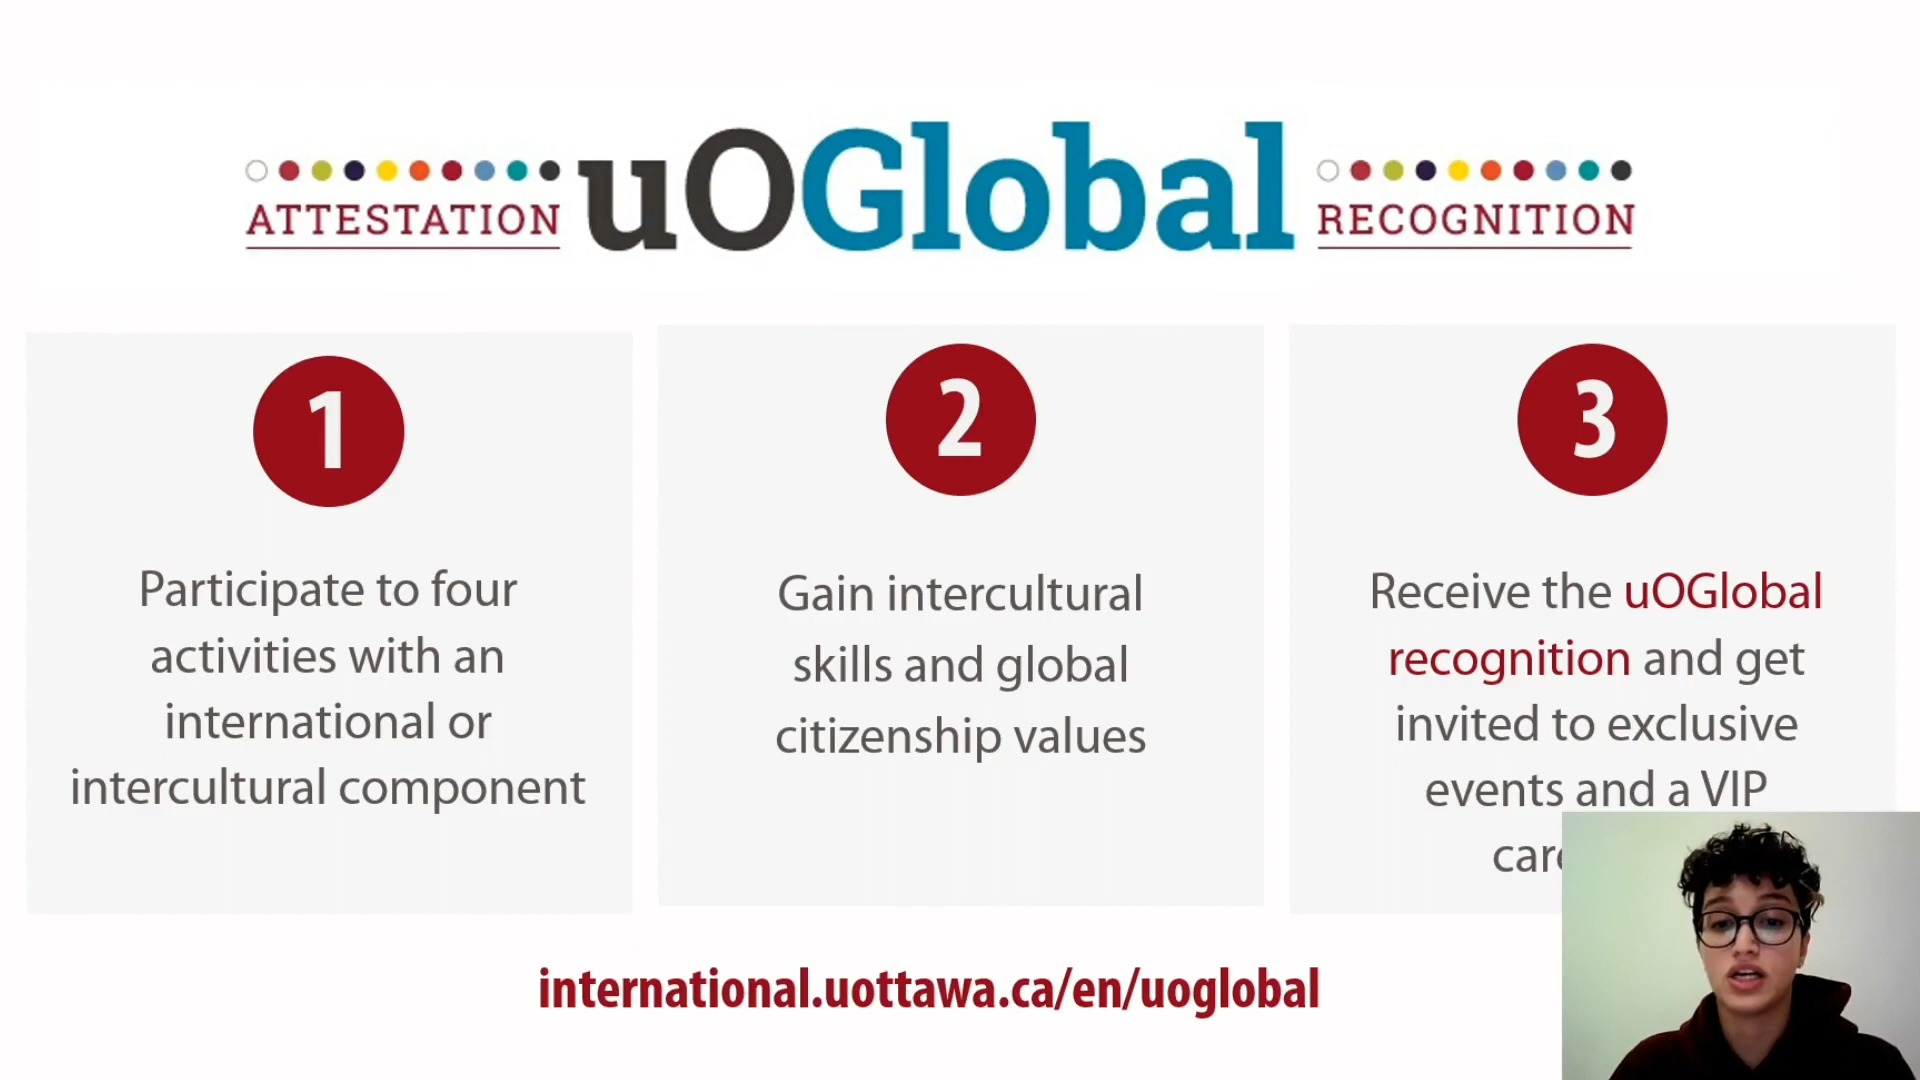 ATTESTATION uOGlobal RECOGNITION
1
Participate to four
activities with an
international or
intercultural component
2
Gain intercultural
skills and global
citizenship values
3
Receive the uOGlobal
recognition and get
invited to exclusive
events and a VIP
international.uottawa.ca/en/uoglobal